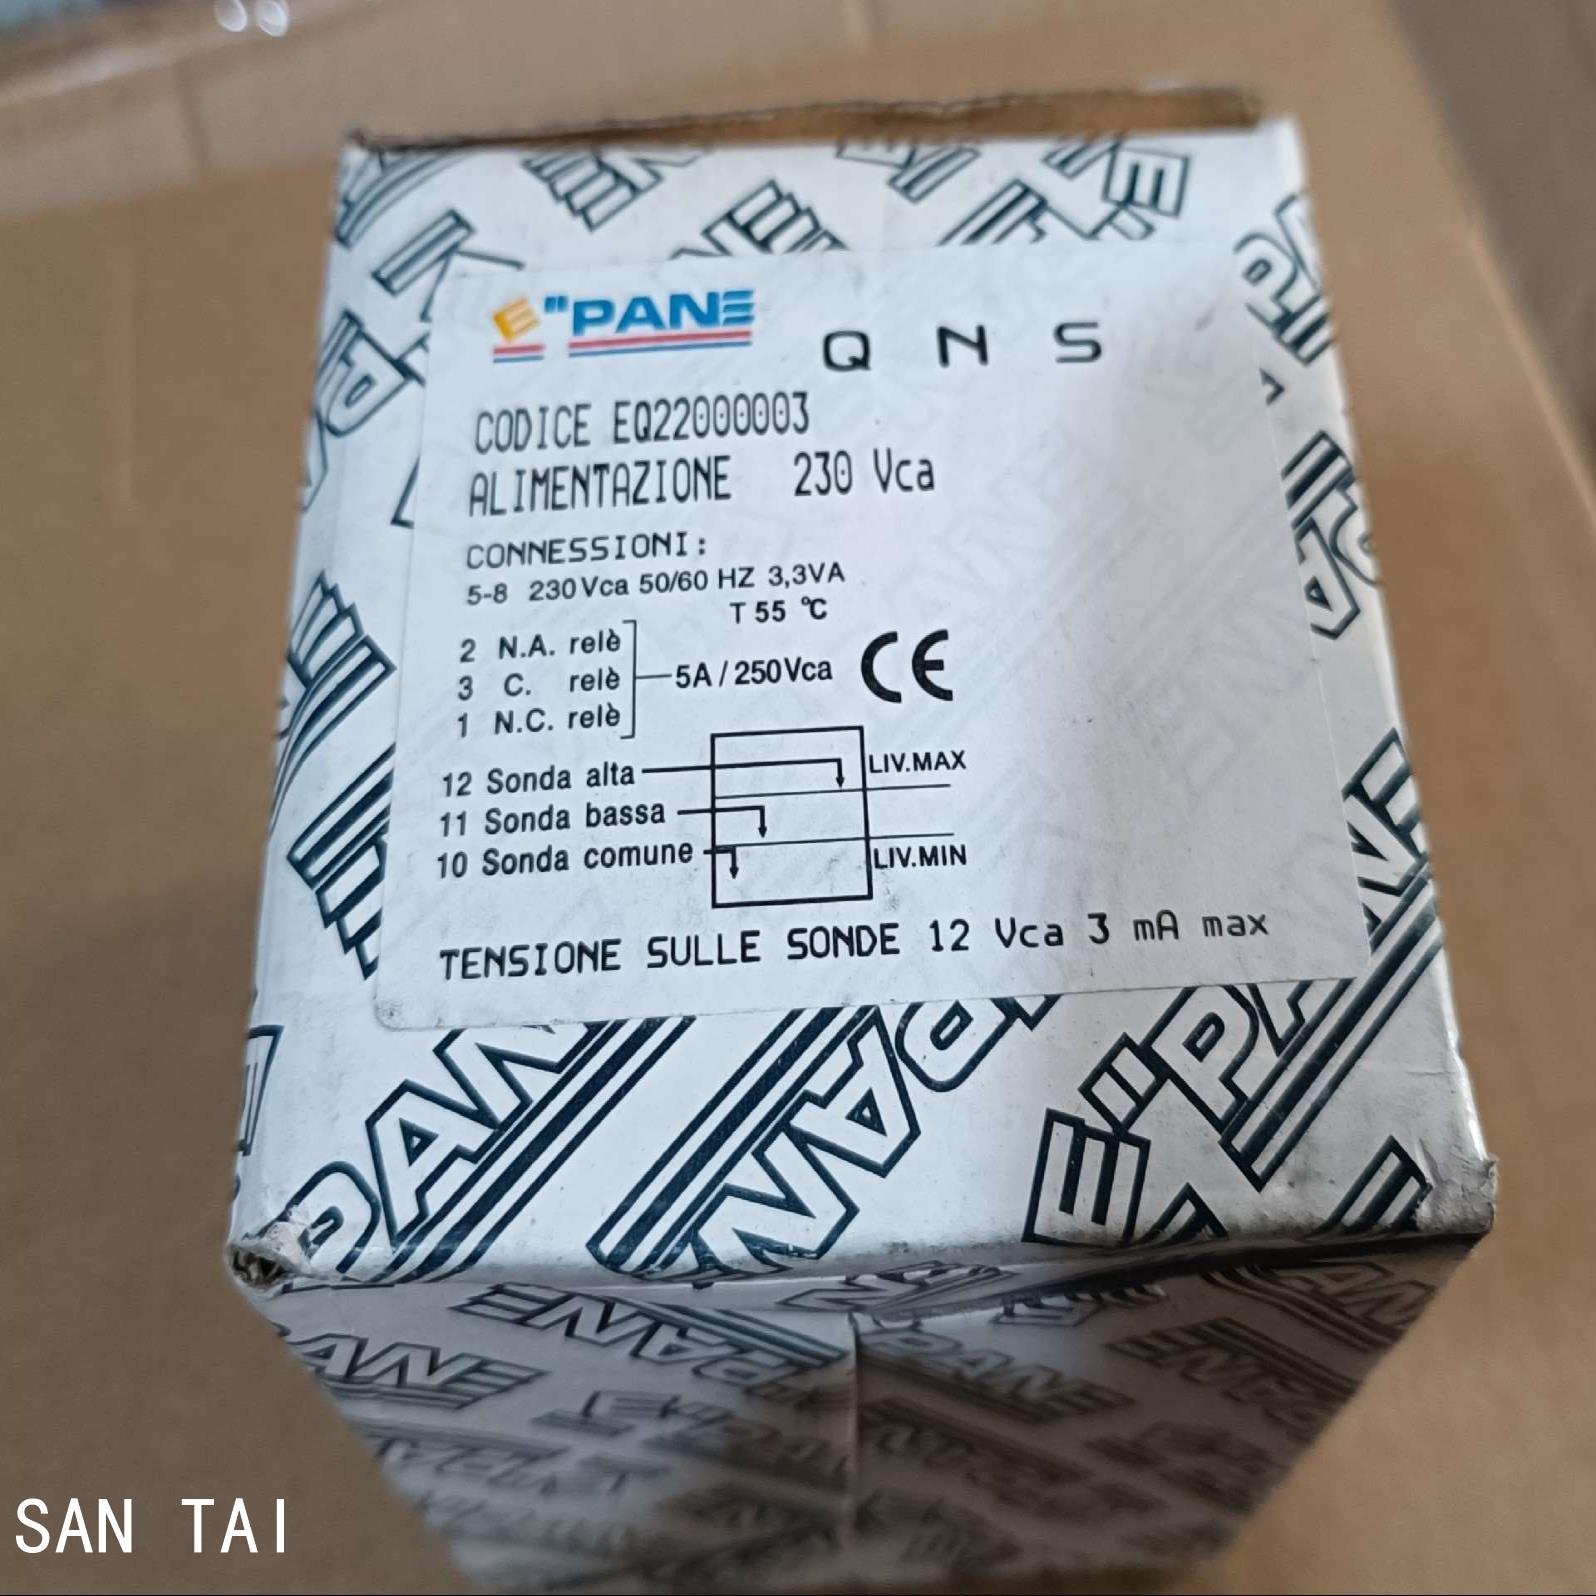 E"PANE Q N S
CODICE EQ22000003
ALIMENTAZIONE 230 Vca
CONNESSIONI:
5-8 230Vca 50/60 HZ 3,3VA
T 55 °C
2 N.A. relè
3 C. relè
1 N.C. relè
5A / 250Vca
CE
12 Sonda alta
LIV.MAX
11 Sonda bassa
10 Sonda comune
LIV.MIN
TENSIONE SULLE SONDE 12 Vca 3 mA max
E"PANE
PANE
SAN TAI